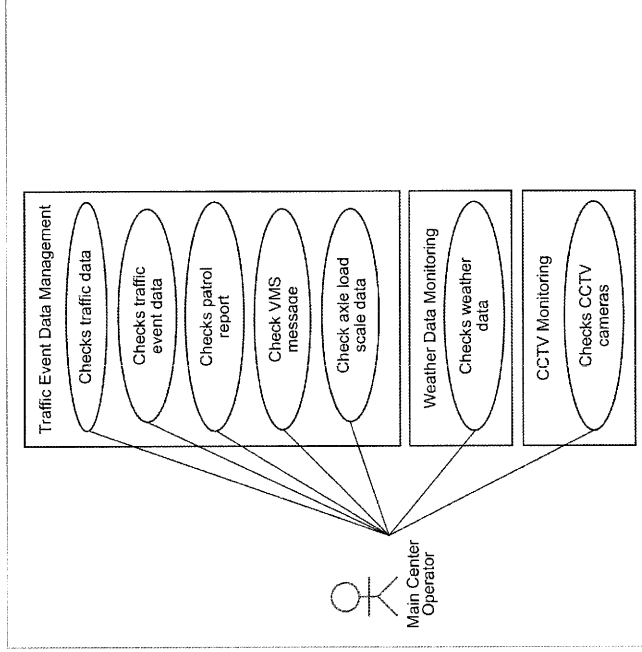 Traffic Event Data Management
Checks traffic data
Checks traffic
event data
Checks patrol
report
Check VMS
message
Check axle load
scale data
Weather Data Monitoring
Checks weather
data
CCTV Monitoring
Checks CCTV
cameras
Main Center
Operator